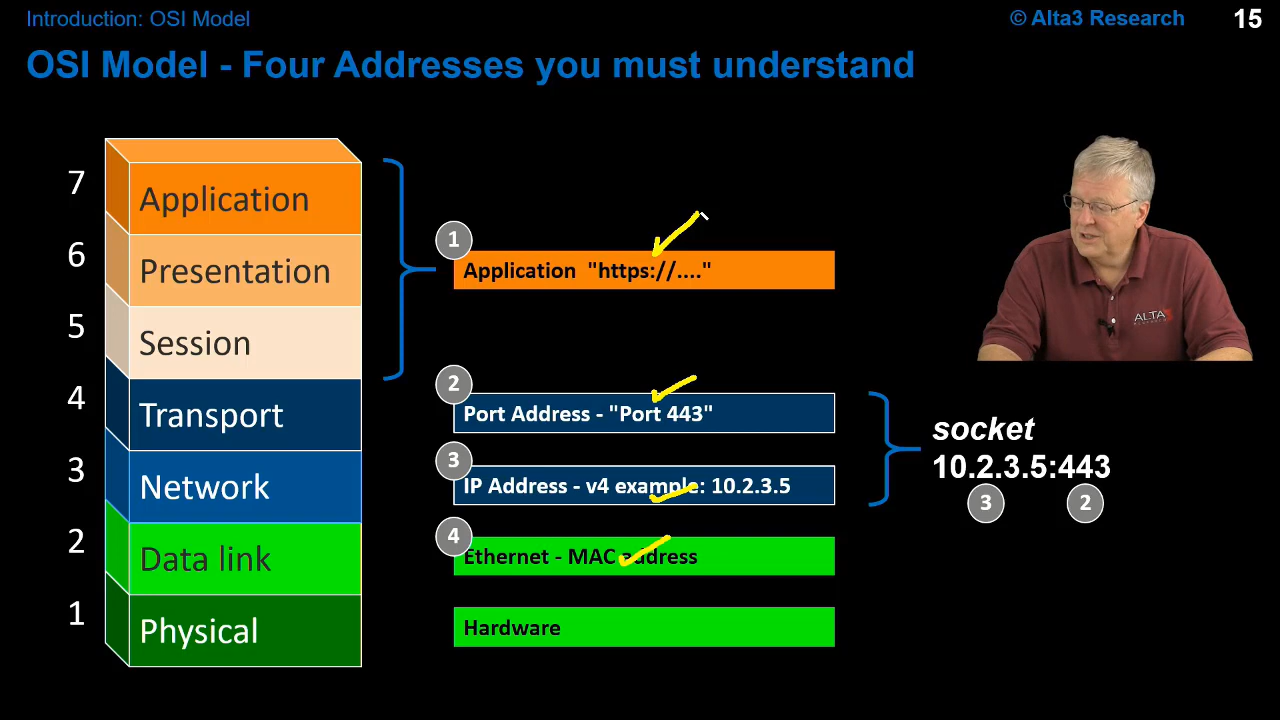 Introduction: OSI Model
© Alta3 Research
15
OSI Model - Four Addresses you must understand
7
Application
6
Presentation
5
Session
4
Transport
3
Network
2
Data link
1
Physical
1
Application "https://...."
2
Port Address - "Port 443"
3
IP Address - v4 example: 10.2.3.5
4
Ethernet - MAC address
Hardware
socket
10.2.3.5:443
3
2
ALTA3